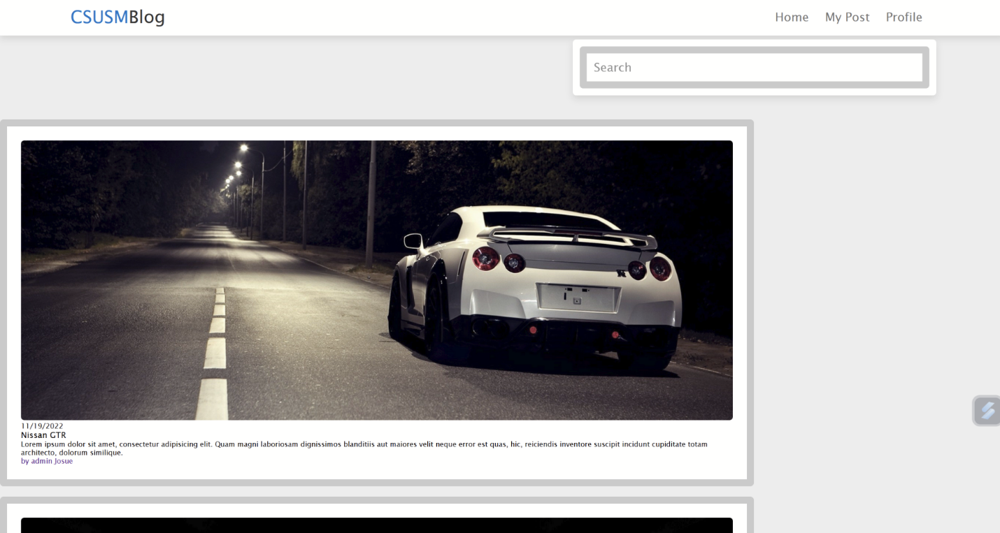 CSUSMBlog
Home My Post Profile
Search
11/19/2022
Nissan GTR
Lorem ipsum dolor sit amet, consectetur adipisicing elit. Quam magni laboriosam dignissimos blanditiis aut maiores velit neque error est quas, hic, reiciendis inventore suscipit incidunt cupiditate totam
architecto, dolorum similique.
by admin Josue